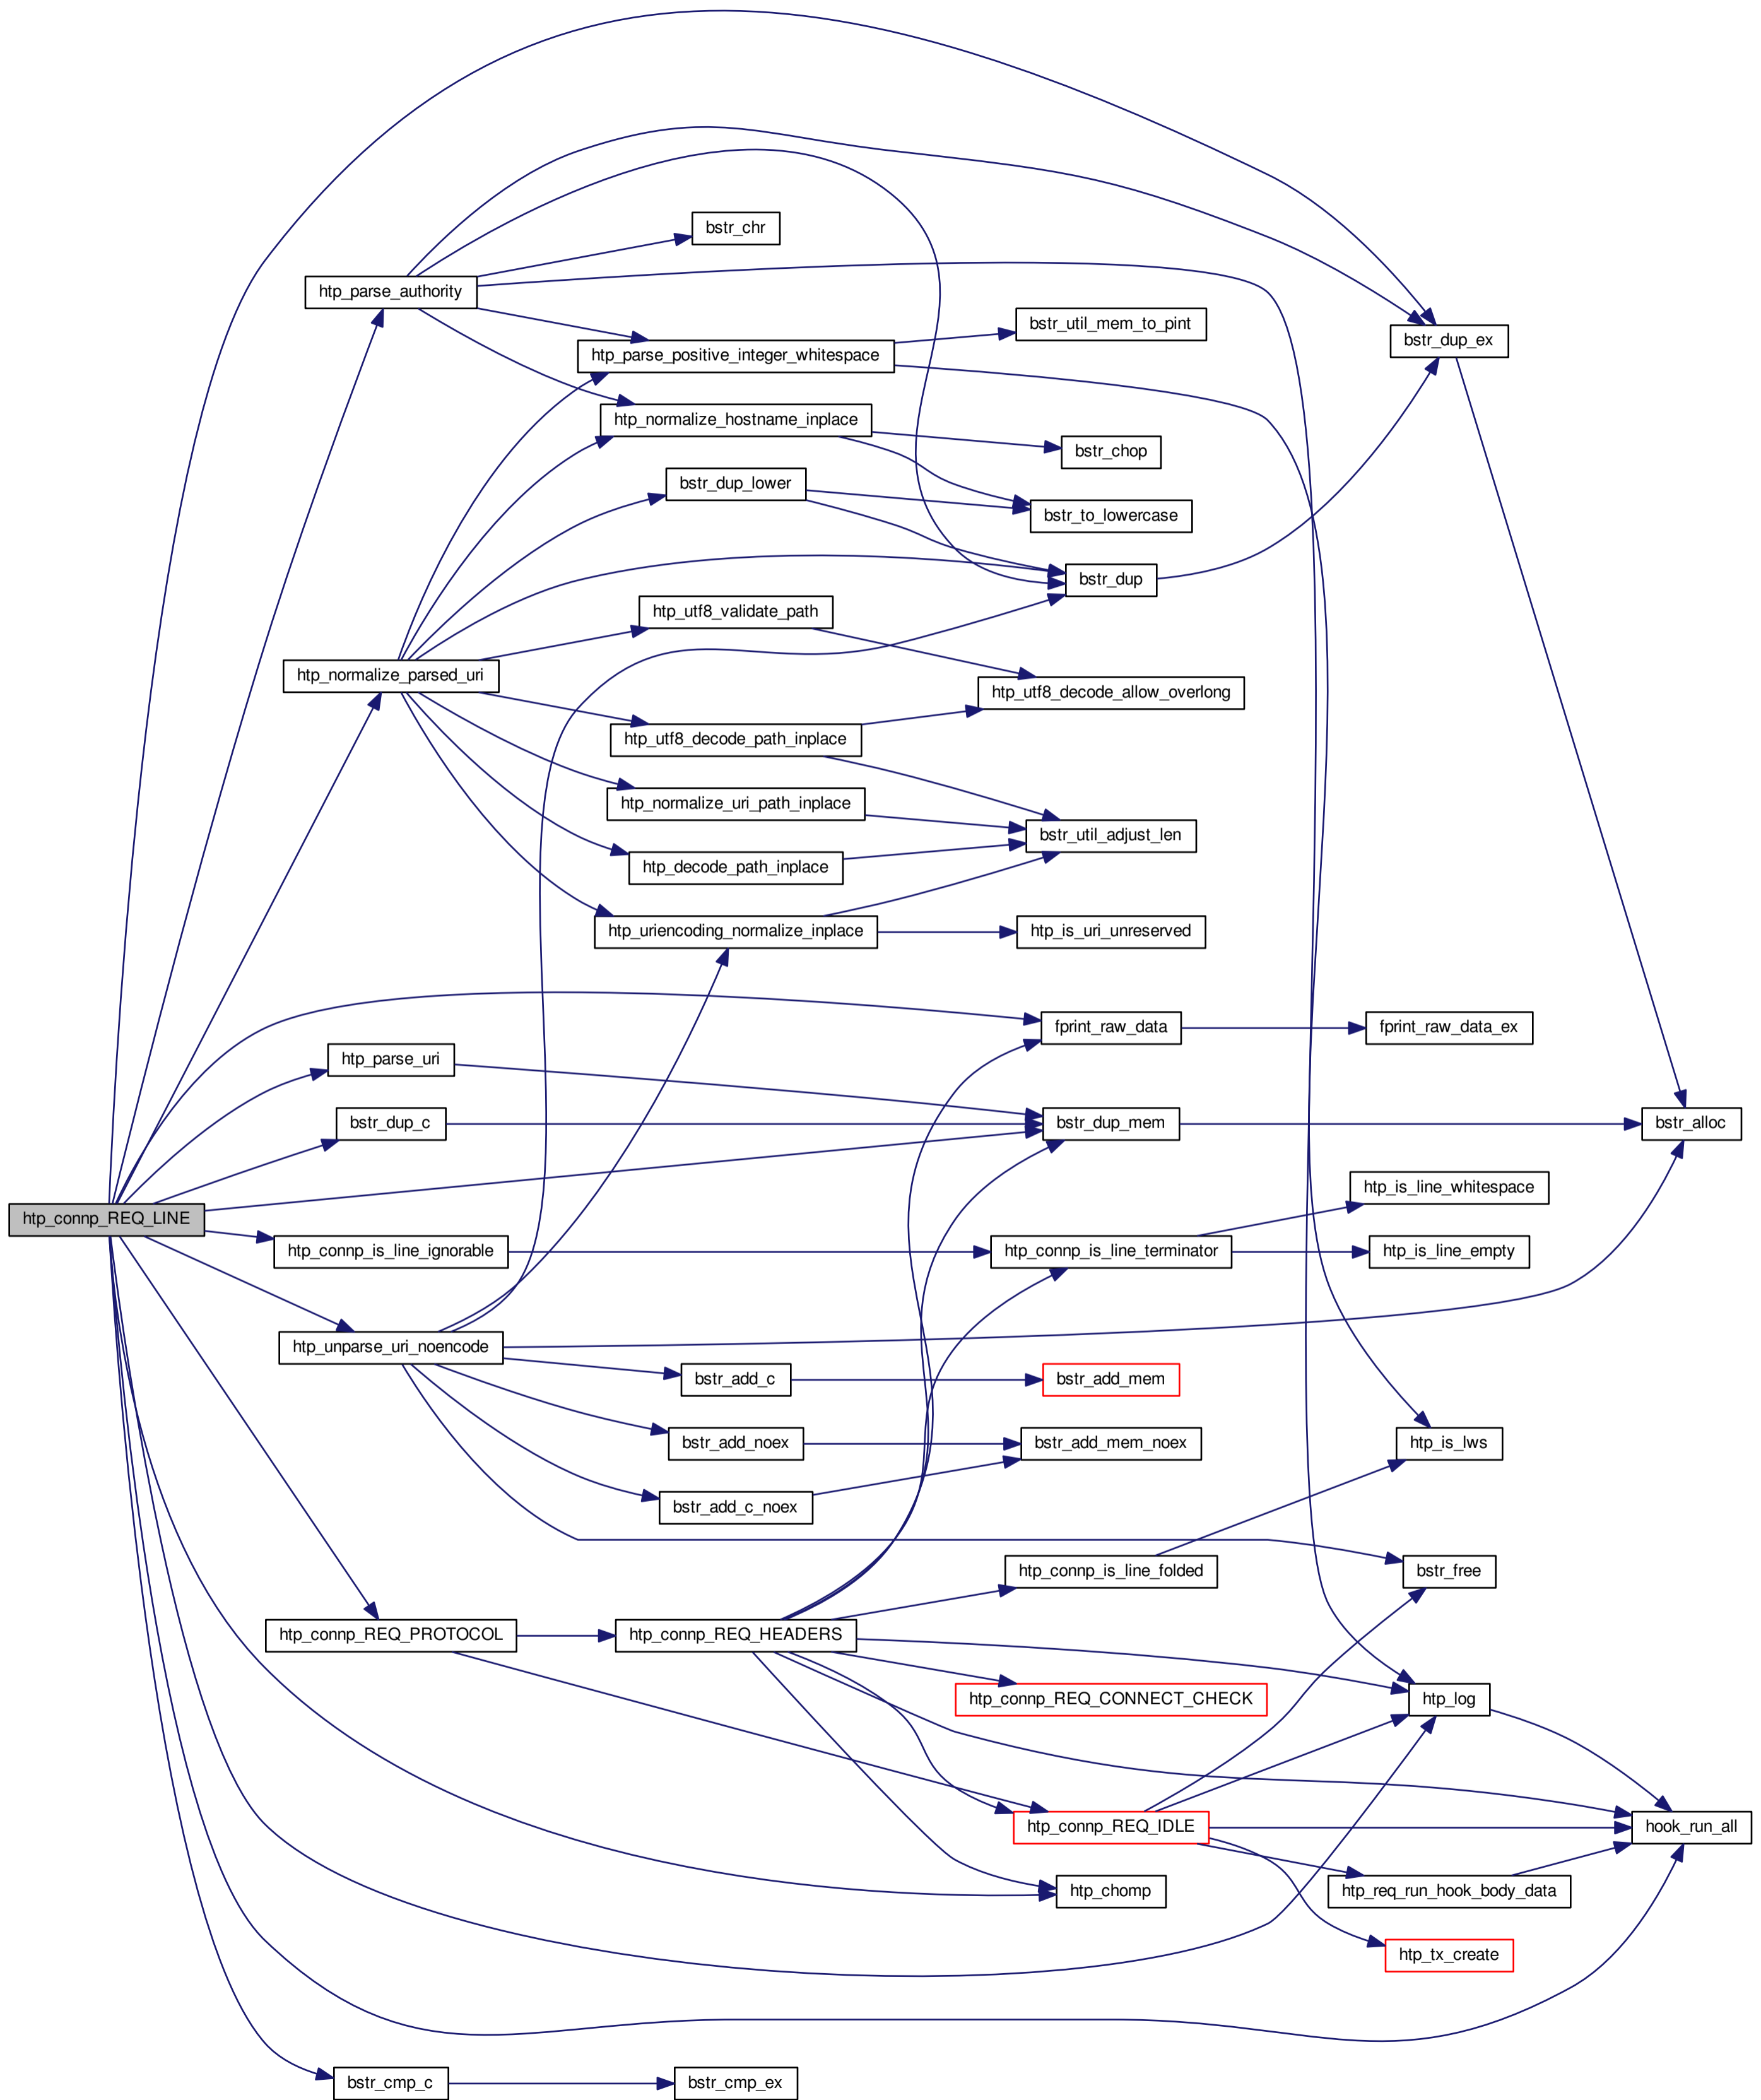 bstr_chr
htp_parse_authority
bstr_util_mem_to_pint
bstr_dup_ex
htp_parse_positive_integer_whitespace
htp_normalize_hostname_inplace
bstr_chop
bstr_dup_lower
bstr_to_lowercase
bstr_dup
htp_utf8_validate_path
htp_normalize_parsed_uri
htp_utf8_decode_allow_overlong
htp_utf8_decode_path_inplace
htp_normalize_uri_path_inplace
bstr_util_adjust_len
htp_decode_path_inplace
htp_uriencoding_normalize_inplace
htp_is_uri_unreserved
fprint_raw_data
fprint_raw_data_ex
htp_parse_uri
bstr_dup_c
bstr_dup_mem
bstr_alloc
htp_is_line_whitespace
htp_connp_REQ_LINE
htp_connp_is_line_ignorable
htp_connp_is_line_terminator
htp_is_line_empty
htp_unparse_uri_noencode
bstr_add_c
bstr_add_mem
bstr_add_noex
bstr_add_mem_noex
htp_is_lws
bstr_add_c_noex
htp_connp_is_line_folded
bstr_free
htp_connp_REQ_PROTOCOL
htp_connp_REQ_HEADERS
htp_connp_REQ_CONNECT_CHECK
htp_log
htp_connp_REQ_IDLE
hook_run_all
htp_chomp
htp_req_run_hook_body_data
htp_tx_create
bstr_cmp_c
bstr_cmp_ex